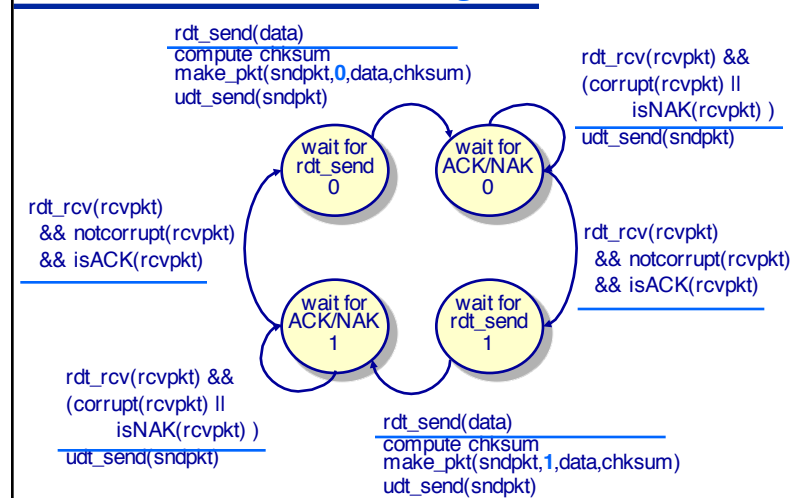 rdt_send(data)
compute chksum
make_pkt(sndpkt,0,data,chksum)
udt_send(sndpkt)
rdt_rcv(rcvpkt) &&
(corrupt(rcvpkt) ||
isNAK(rcvpkt) )
udt_send(sndpkt)
wait for
rdt_send
0
wait for
ACK/NAK
0
rdt_rcv(rcvpkt)
&& notcorrupt(rcvpkt)
&& isACK(rcvpkt)
rdt_rcv(rcvpkt)
&& notcorrupt(rcvpkt)
&& isACK(rcvpkt)
wait for
ACK/NAK
1
wait for
rdt_send
1
rdt_rcv(rcvpkt) &&
(corrupt(rcvpkt) ||
isNAK(rcvpkt) )
udt_send(sndpkt)
rdt_send(data)
compute chksum
make_pkt(sndpkt,1,data,chksum)
udt_send(sndpkt)